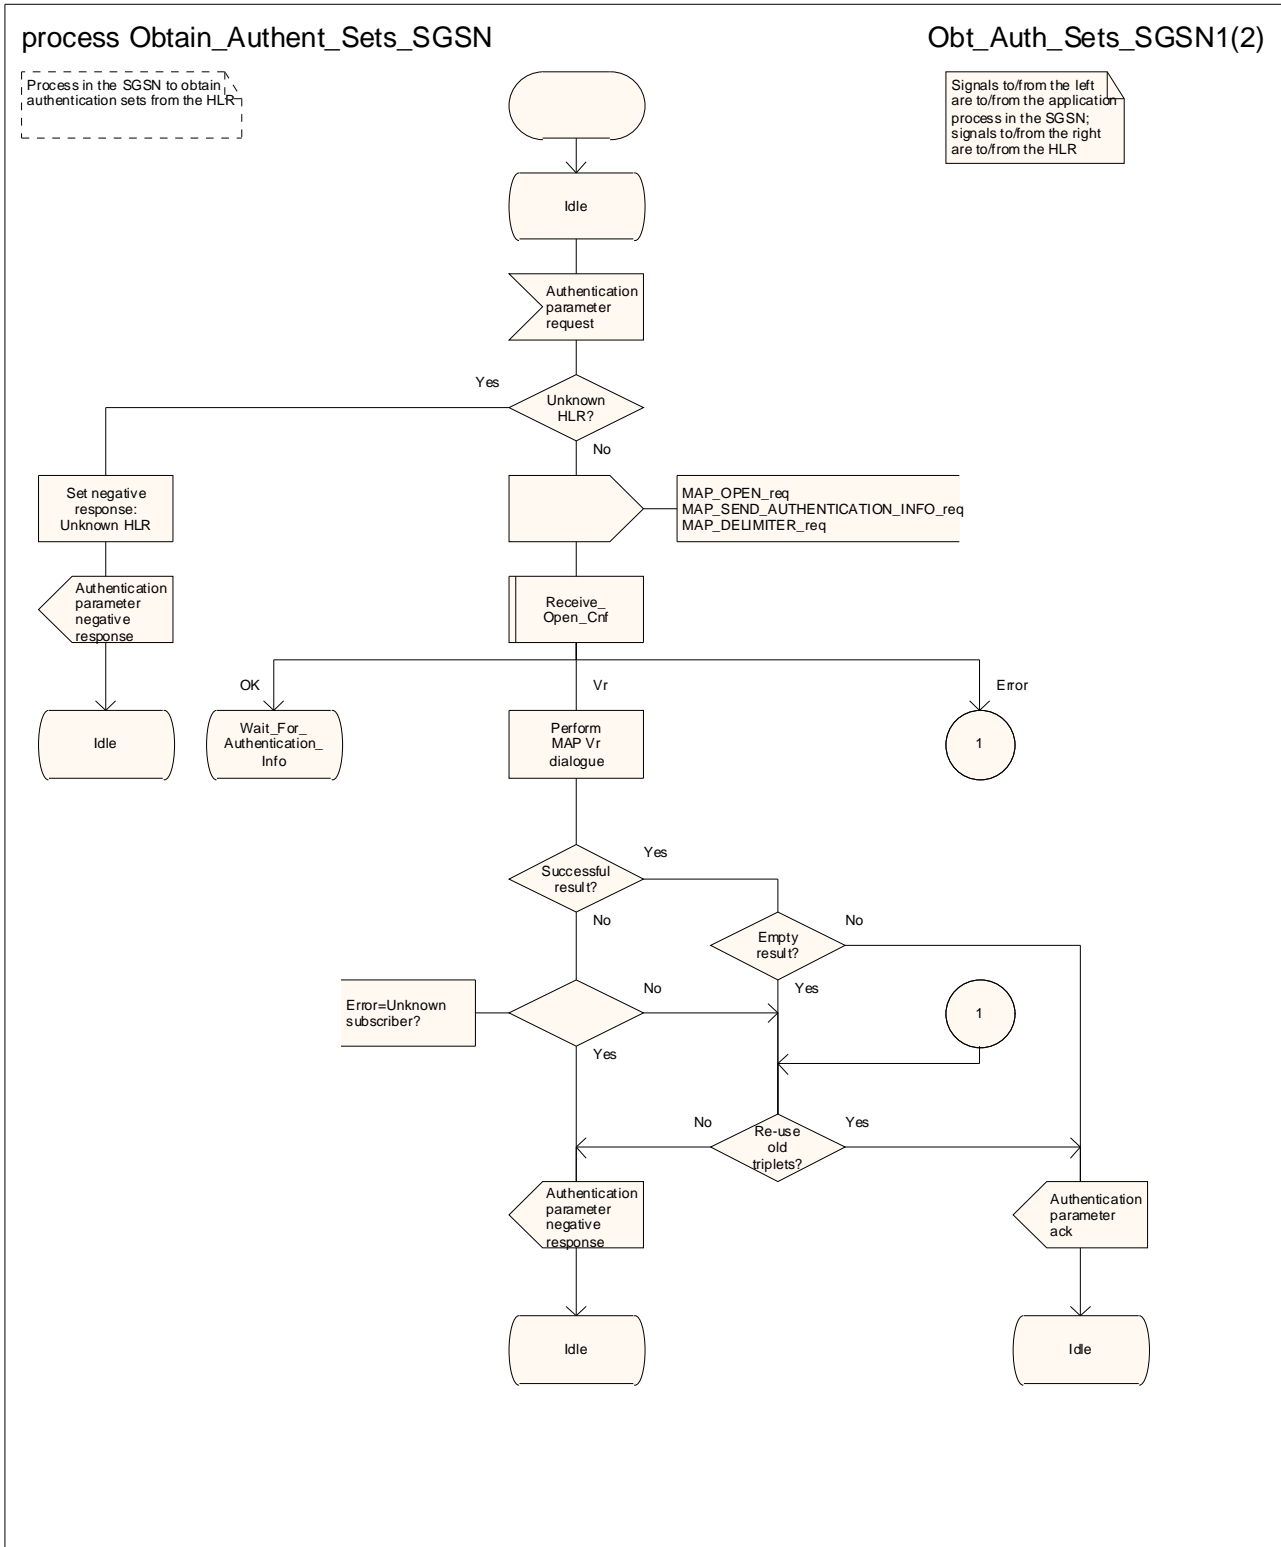 process Obtain_Authent_Sets_SGSN
Obt_Auth_Sets_SGSN1(2)
Process in the SGSN to obtain
authentication sets from the HLR
Signals to/from the left
are to/from the application
process in the SGSN;
signals to/from the right
are to/from the HLR
Idle
Authentication
parameter
request
Yes
Unknown
HLR?
No
Set negative
response:
Unknown HLR
MAP_OPEN_req
MAP_SEND_AUTHENTICATION_INFO_req
MAP_DELIMITER_req
Authentication
parameter
negative
response
Receive_
Open_Cnf
OK
Vr
Error
Idle
Wait_For_
Authentication_
Info
Perform
MAP Vr
dialogue
1
Successful
result?
Yes
No
Empty
result?
No
Yes
Error=Unknown
subscriber?
No
Yes
1
No
Re-use
old
triplets?
Yes
Authentication
parameter
negative
response
Authentication
parameter
ack
Idle
Idle